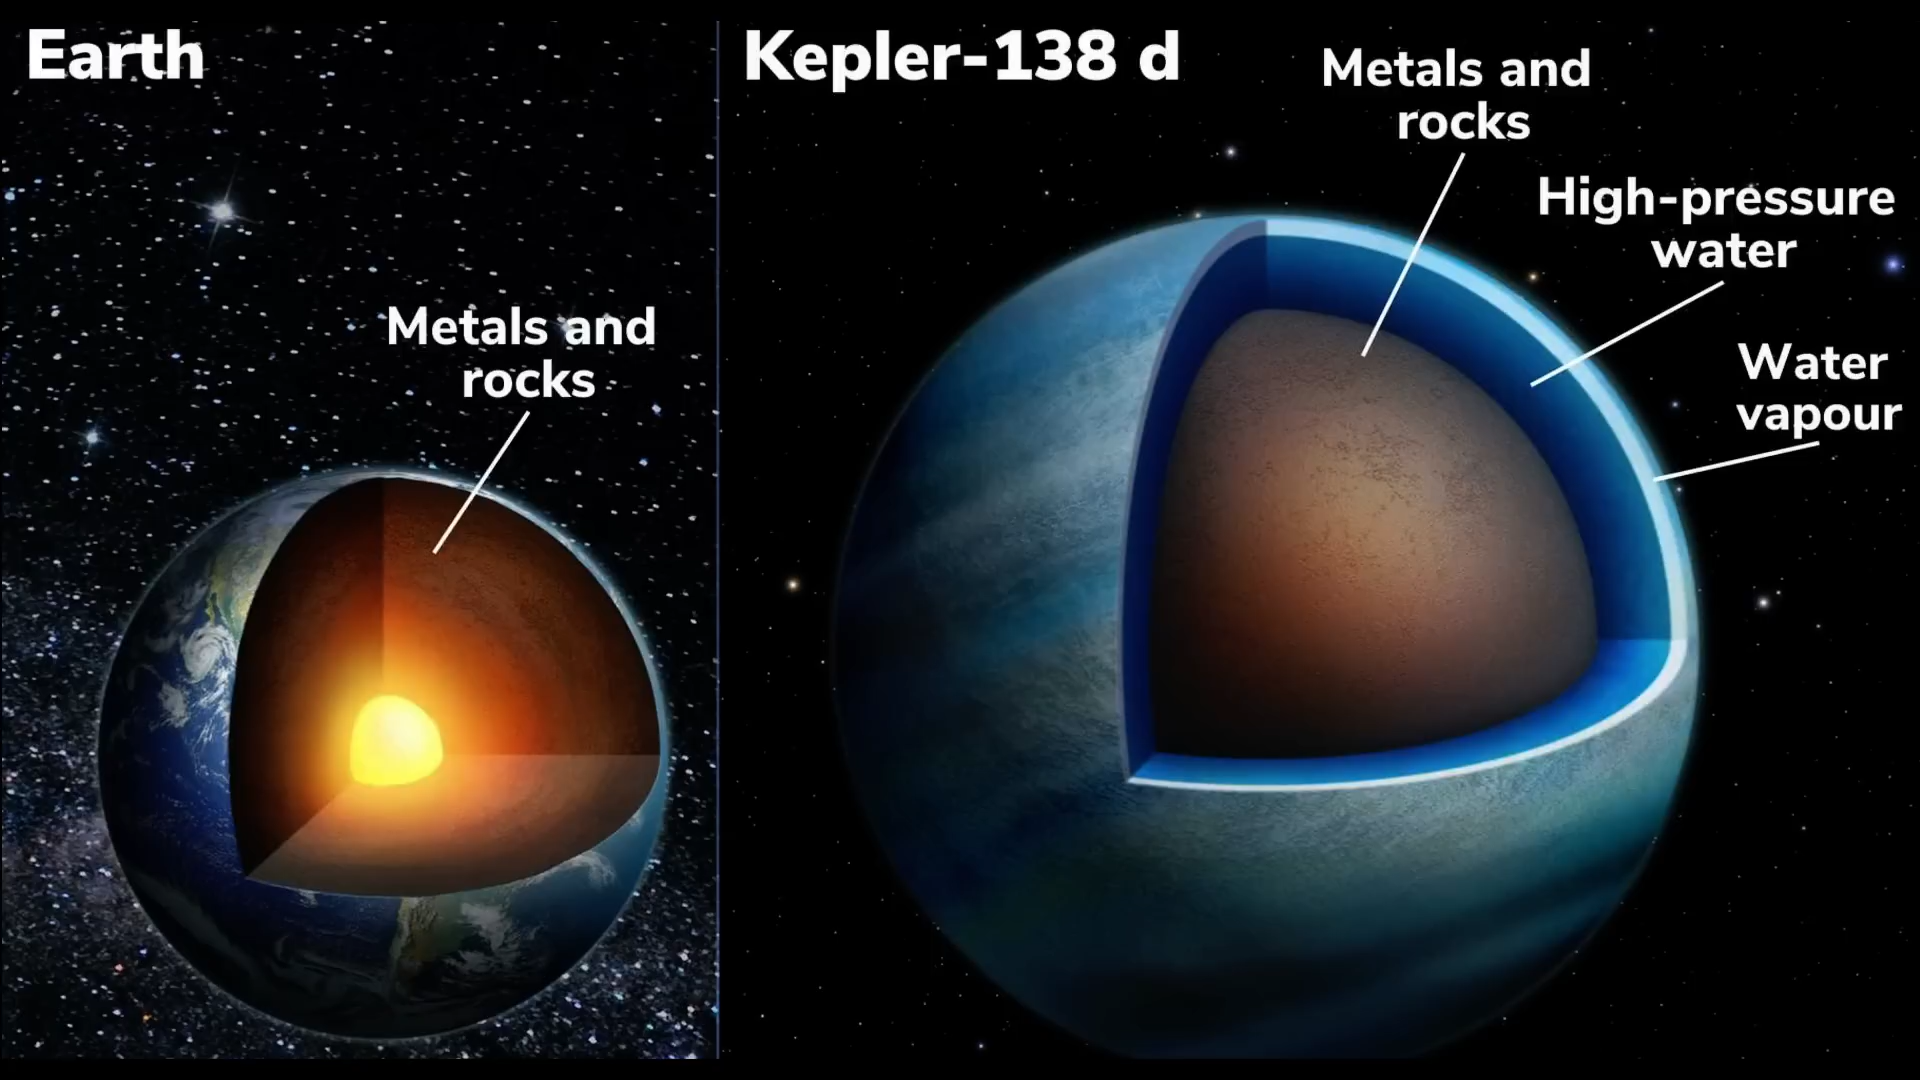 Earth
Metals and
rocks
Kepler-138 d
Metals and
rocks
High-pressure
water
Water
vapour